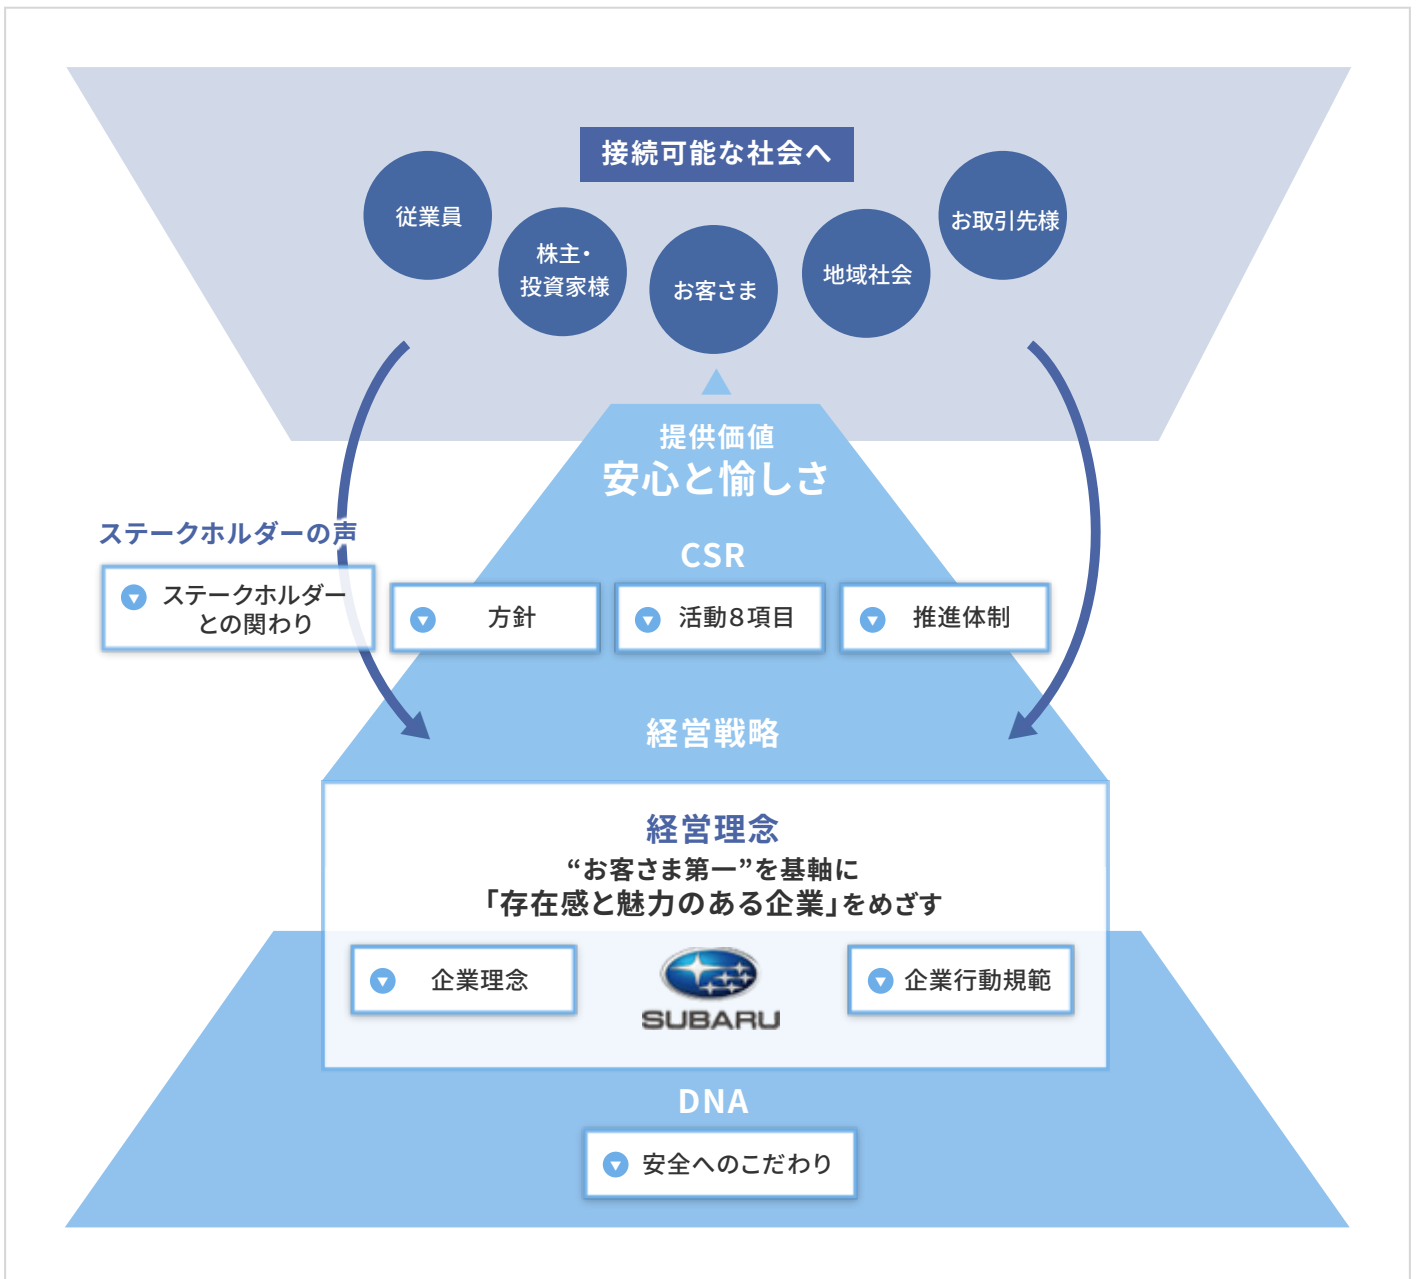 接続可能な社会へ
従業員
株主・
投資家様
お客さま
地域社会
お取引先様
提供価値
安心と愉しさ
CSR
ステークホルダーの声
ステークホルダー
との関わり
方針
活動8項目
推進体制
経営戦略
経営理念
“お客さま第一”を基軸に
「存在感と魅力のある企業」をめざす
企業理念
SUBARU
企業行動規範
DNA
安全へのこだわり